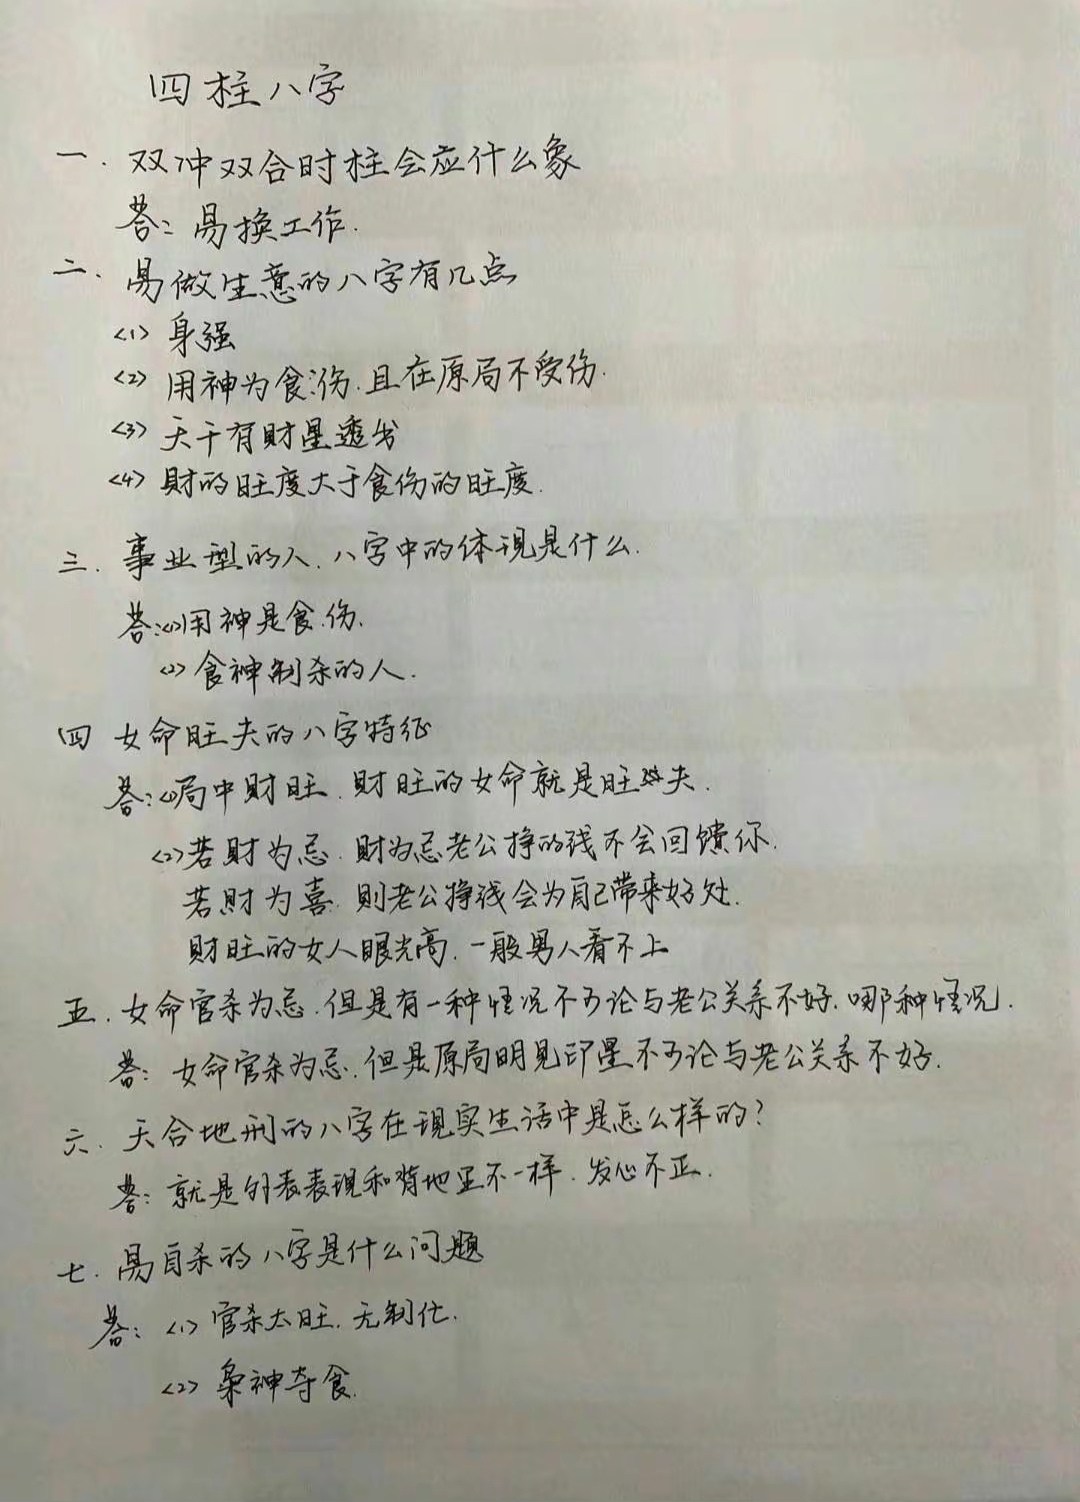 四柱八字
一. 双冲双合时柱会应什么象
答: 易换工作.
二. 易做生意的八字有几点
<1> 身强
<2> 用神为食.伤.且在原局不受伤.
<3> 天干有财星透出
<4> 财的旺度大于食伤的旺度.
三. 事业型的人.八字中的体现是什么.
答:<1>用神是食.伤.
<2> 食神制杀的人.
四 女命旺夫的八字特征
答:<1>局中财旺.财旺的女命就是旺夫.
<2>若财为忌.财为忌老公挣的钱不会回馈你.
若财为喜.则老公挣钱会为自己带来好处.
财旺的女人眼光高.一般男人看不上
五. 女命官杀为忌.但是有一种情况不可论与老公关系不好.哪种情况.
答: 女命官杀为忌.但是原局明见印星不可论与老公关系不好.
六. 天合地刑的八字在现实生活中是怎么样的?
答: 就是外表表现和背地里不一样.发心不正.
七. 易自杀的八字是什么问题
答: <1> 官杀太旺.无制化.
<2> 枭神夺食.